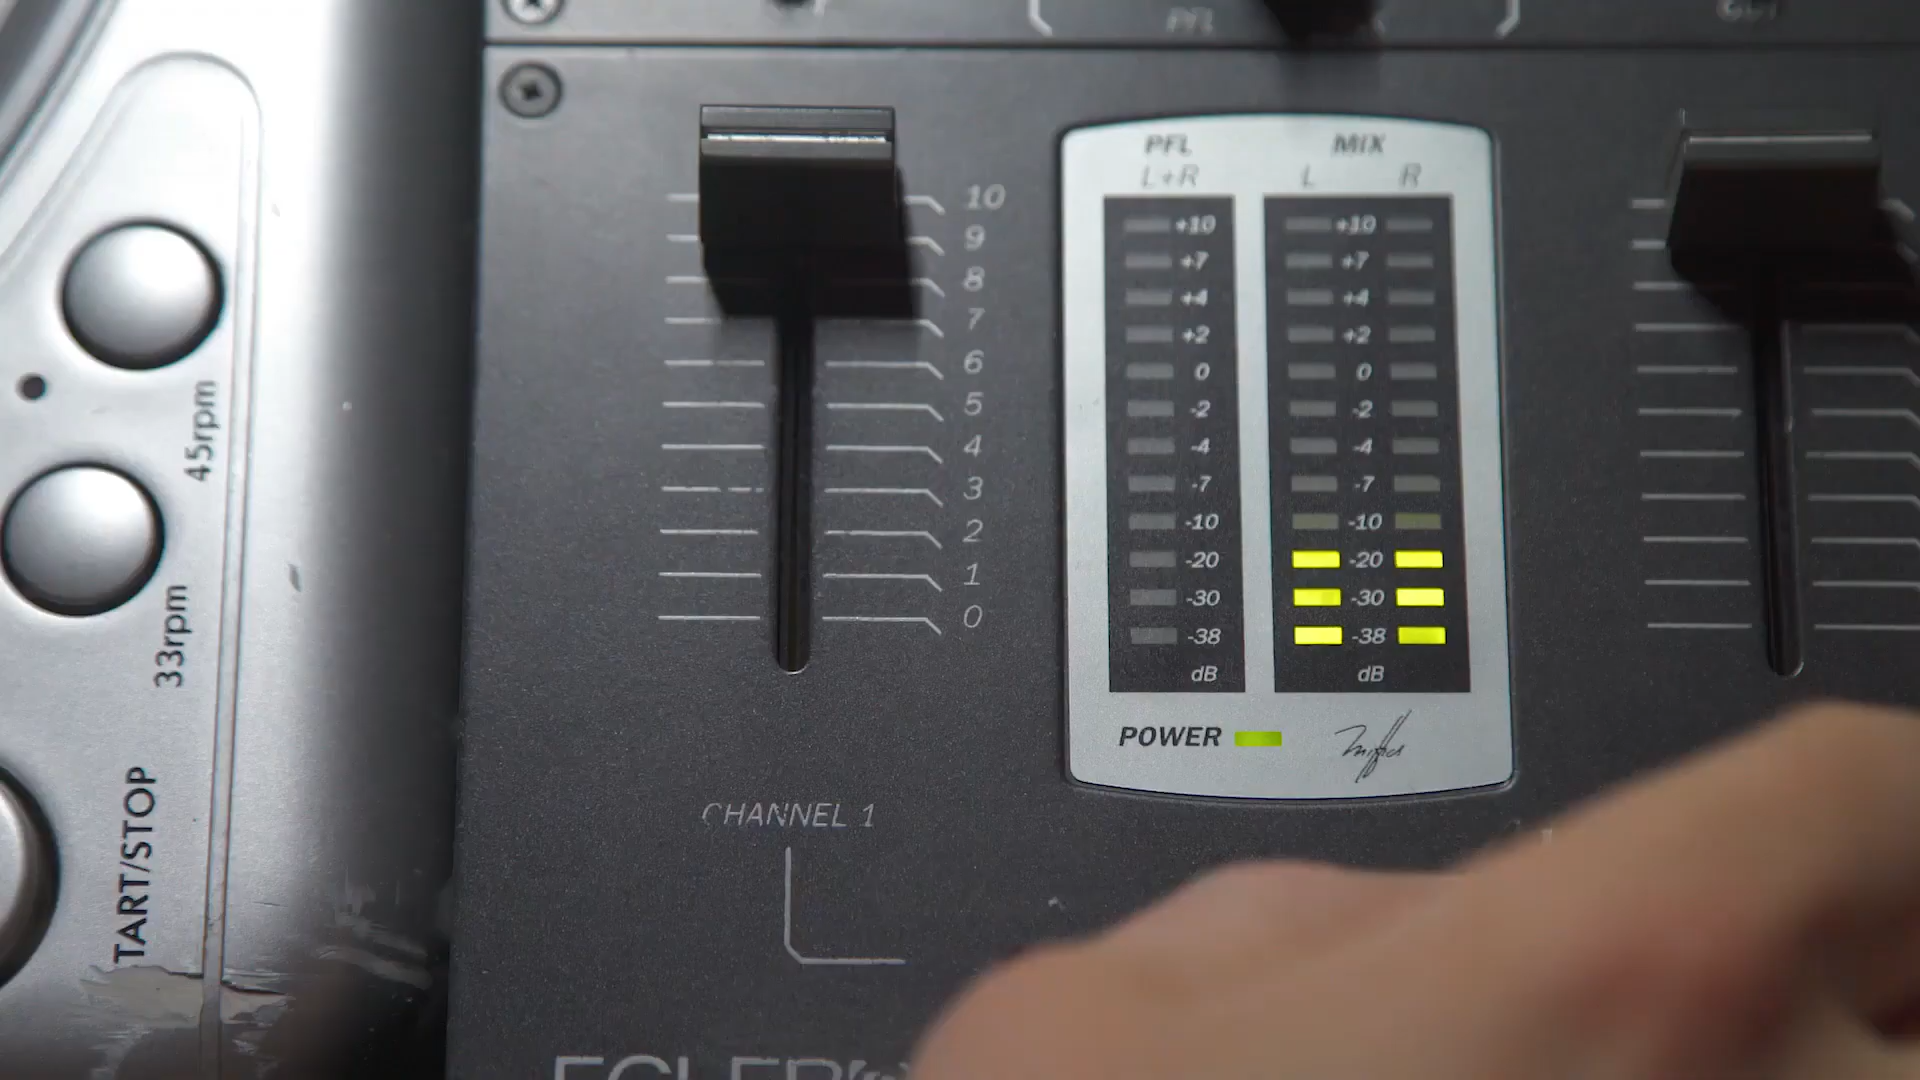 PFL
45rpm
33rpm
TART/STOP
10
9
8
7
6
5
4
3
2
1
0
CHANNEL 1
PFL MIX
L+R L R
+10 +10
+7 +7
+4 +4
+2 +2
0 0
-2 -2
-4 -4
-7 -7
-10 -10
-20 -20
-30 -30
-38 -38
dB dB
POWER